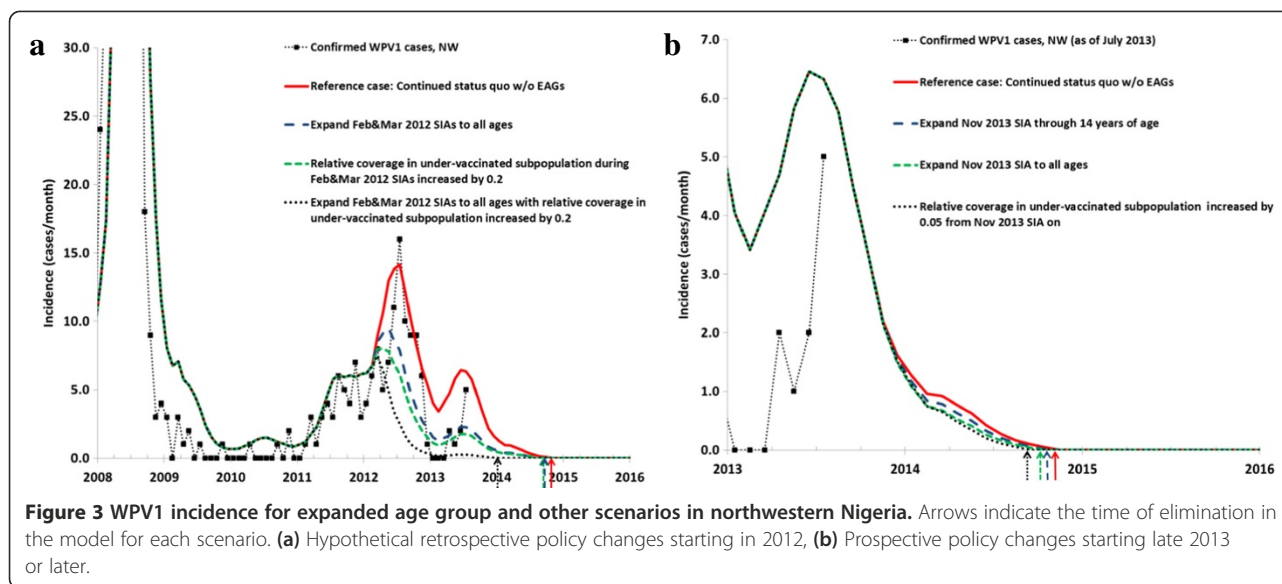 a
Confirmed WPV1 cases, NW
Reference case: Continued status quo w/o EAGs
Expand Feb&Mar 2012 SIAs to all ages
Relative coverage in under-vaccinated subpopulation during
Feb&Mar 2012 SIAs increased by 0.2
Expand Feb&Mar 2012 SIAs to all ages with relative coverage in
under-vaccinated subpopulation increased by 0.2
Incidence (cases/month)
30.0
25.0
20.0
15.0
10.0
5.0
0.0
2008 2009 2010 2011 2012 2013 2014 2015 2016
b
Confirmed WPV1 cases, NW (as of July 2013)
Reference case: Continued status quo w/o EAGs
Expand Nov 2013 SIA through 14 years of age
Expand Nov 2013 SIA to all ages
Relative coverage in under-vaccinated subpopulation increased by
0.05 from Nov 2013 SIA on
Incidence (cases/month)
7.0
6.0
5.0
4.0
3.0
2.0
1.0
0.0
2013 2014 2015 2016
Figure 3 WPV1 incidence for expanded age group and other scenarios in northwestern Nigeria. Arrows indicate the time of elimination in
the model for each scenario. (a) Hypothetical retrospective policy changes starting in 2012, (b) Prospective policy changes starting late 2013
or later.